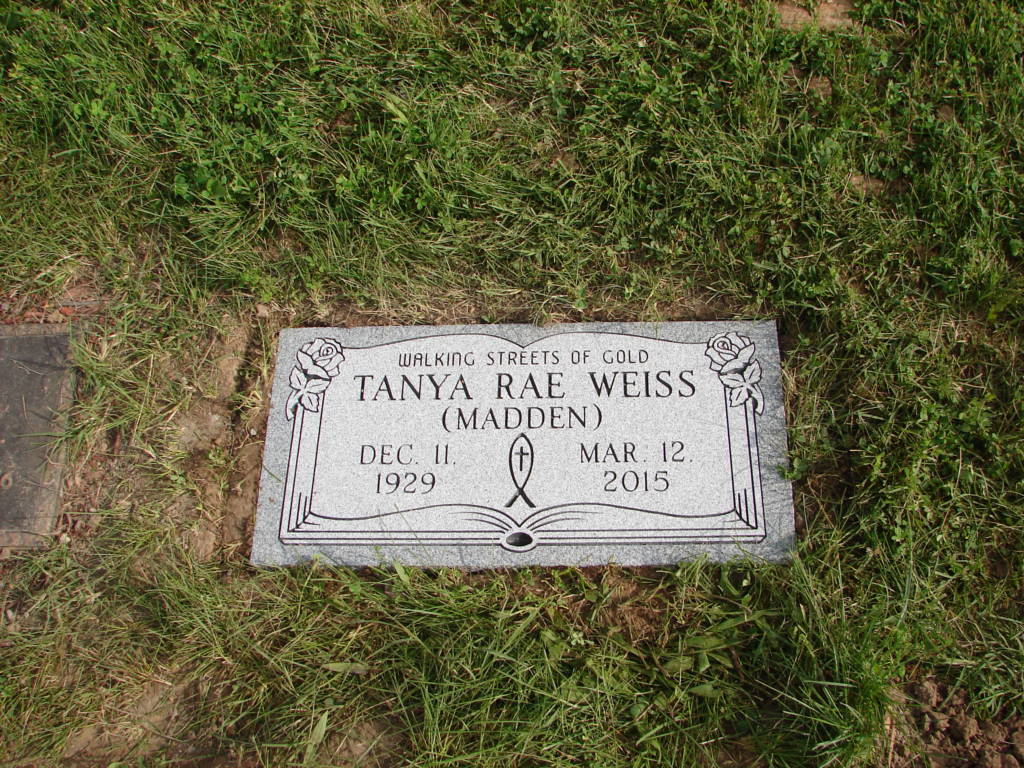 WALKING STREETS OF GOLD
TANYA RAE WEISS
(MADDEN)
DEC. 11. MAR. 12.
1929 2015